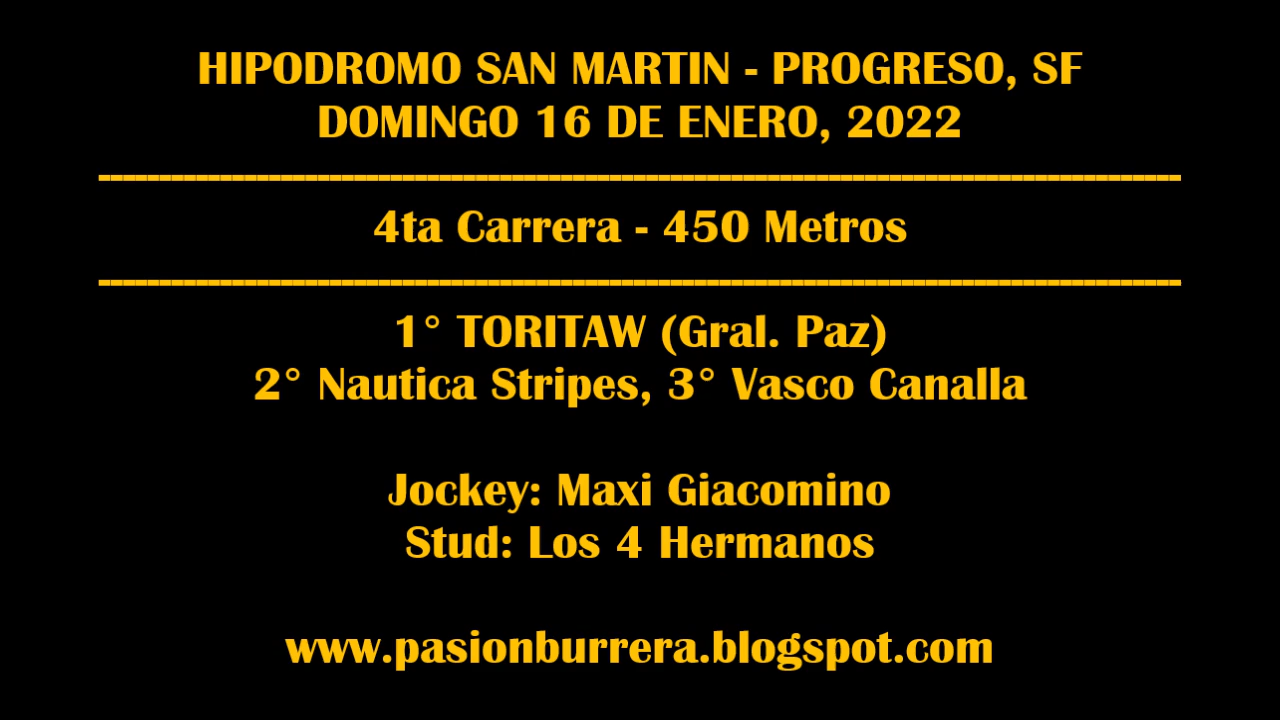 HIPODROMO SAN MARTIN - PROGRESO, SF
DOMINGO 16 DE ENERO, 2022
4ta Carrera - 450 Metros
1° TORITAW (Gral. Paz)
2° Nautica Stripes, 3° Vasco Canalla
Jockey: Maxi Giacomino
Stud: Los 4 Hermanos
www.pasionburrera.blogspot.com